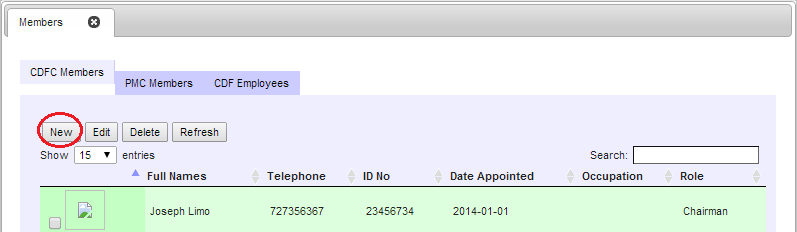 Members
CDFC Members
PMC Members CDF Employees
New Edit Delete Refresh
Show 15 entries Search:
Full Names Telephone ID No Date Appointed Occupation Role
Joseph Limo 727356367 23456734 2014-01-01 Chairman